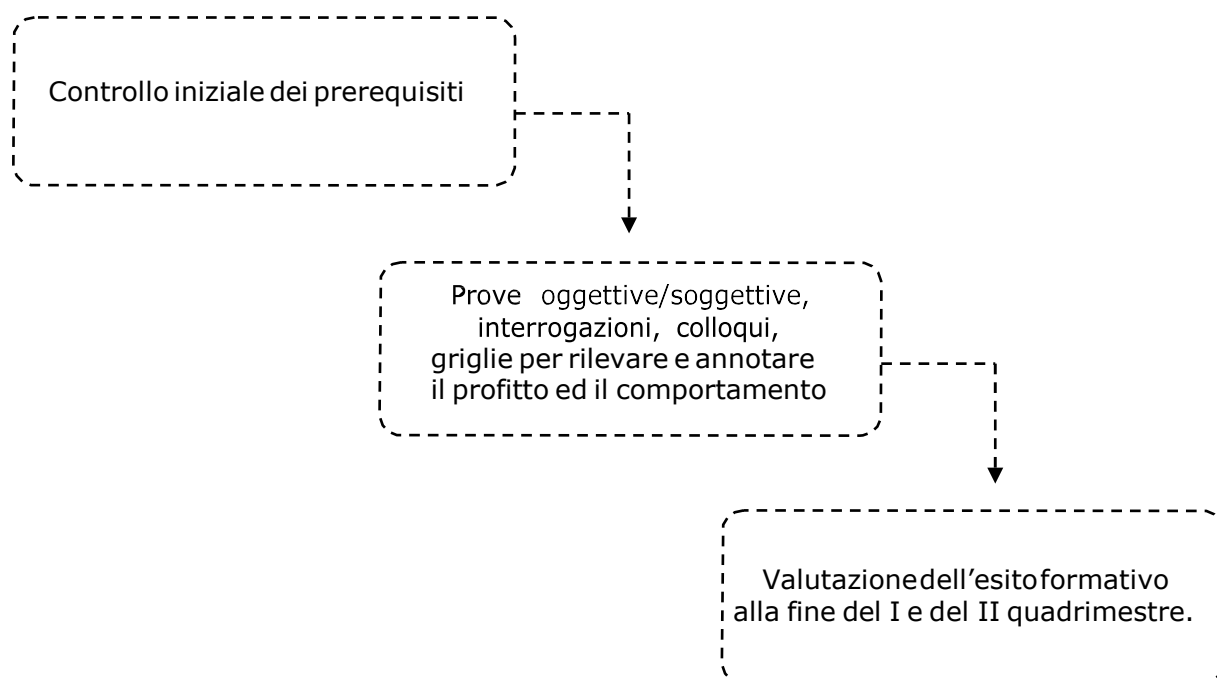 Controllo iniziale dei prerequisiti
Prove oggettive/soggettive,
interrogazioni, colloqui,
griglie per rilevare e annotare
il profitto ed il comportamento
Valutazione dell’esito formativo
alla fine del I e del II quadrimestre.